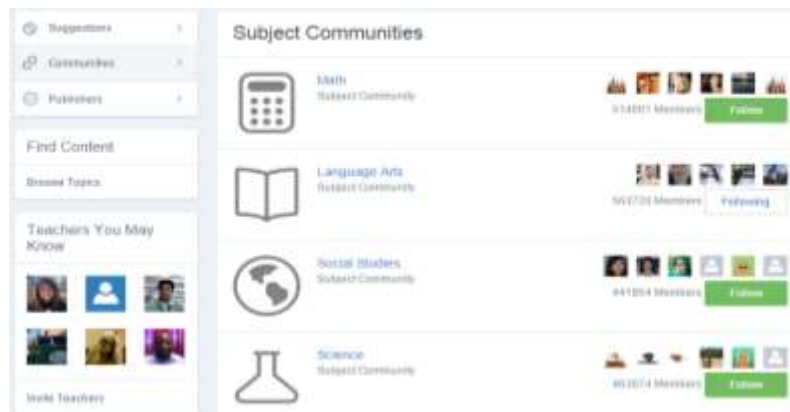 Suggestions
Communities
Publishers
Find Content
Browse Topics
Teachers You May
Know
Invite Teachers
Subject Communities
Math
Subject Community
Members
Follow
Language Arts
Subject Community
Members
Following
Social Studies
Subject Community
Members
Follow
Science
Subject Community
Members
Follow